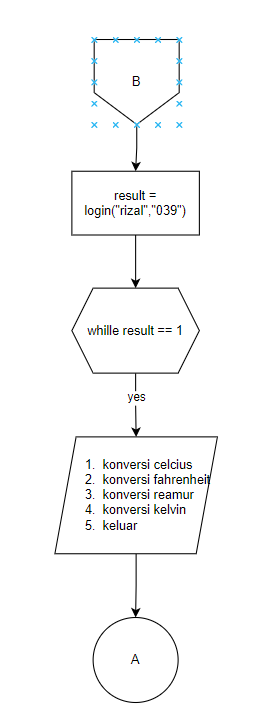 B
result =
login("rizal","039")
whille result == 1
yes
1. konversi celcius
2. konversi fahrenheit
3. konversi reamur
4. konversi kelvin
5. keluar
A